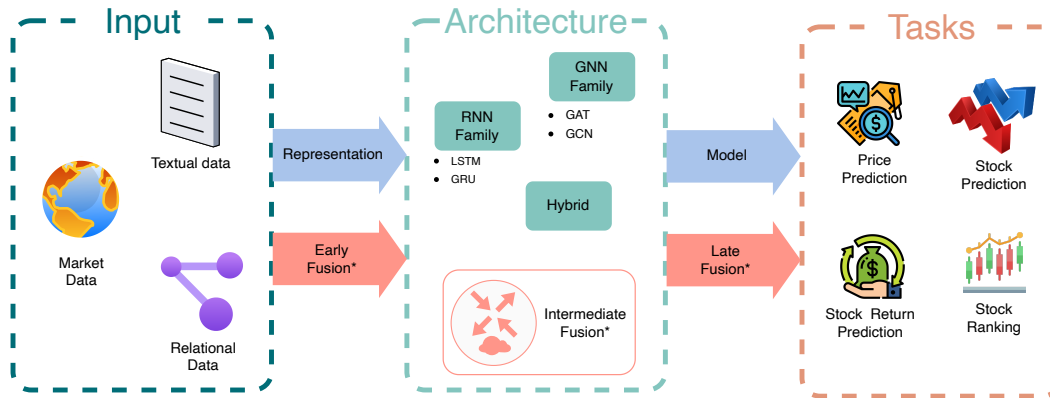 Input
Textual data
Market
Data
Relational
Data
Representation
Early
Fusion*
Architecture
GNN
Family
• GAT
• GCN
RNN
Family
• LSTM
• GRU
Hybrid
Intermediate
Fusion*
Model
Late
Fusion*
Tasks
Price
Prediction
Stock
Prediction
Stock Return
Prediction
Stock
Ranking